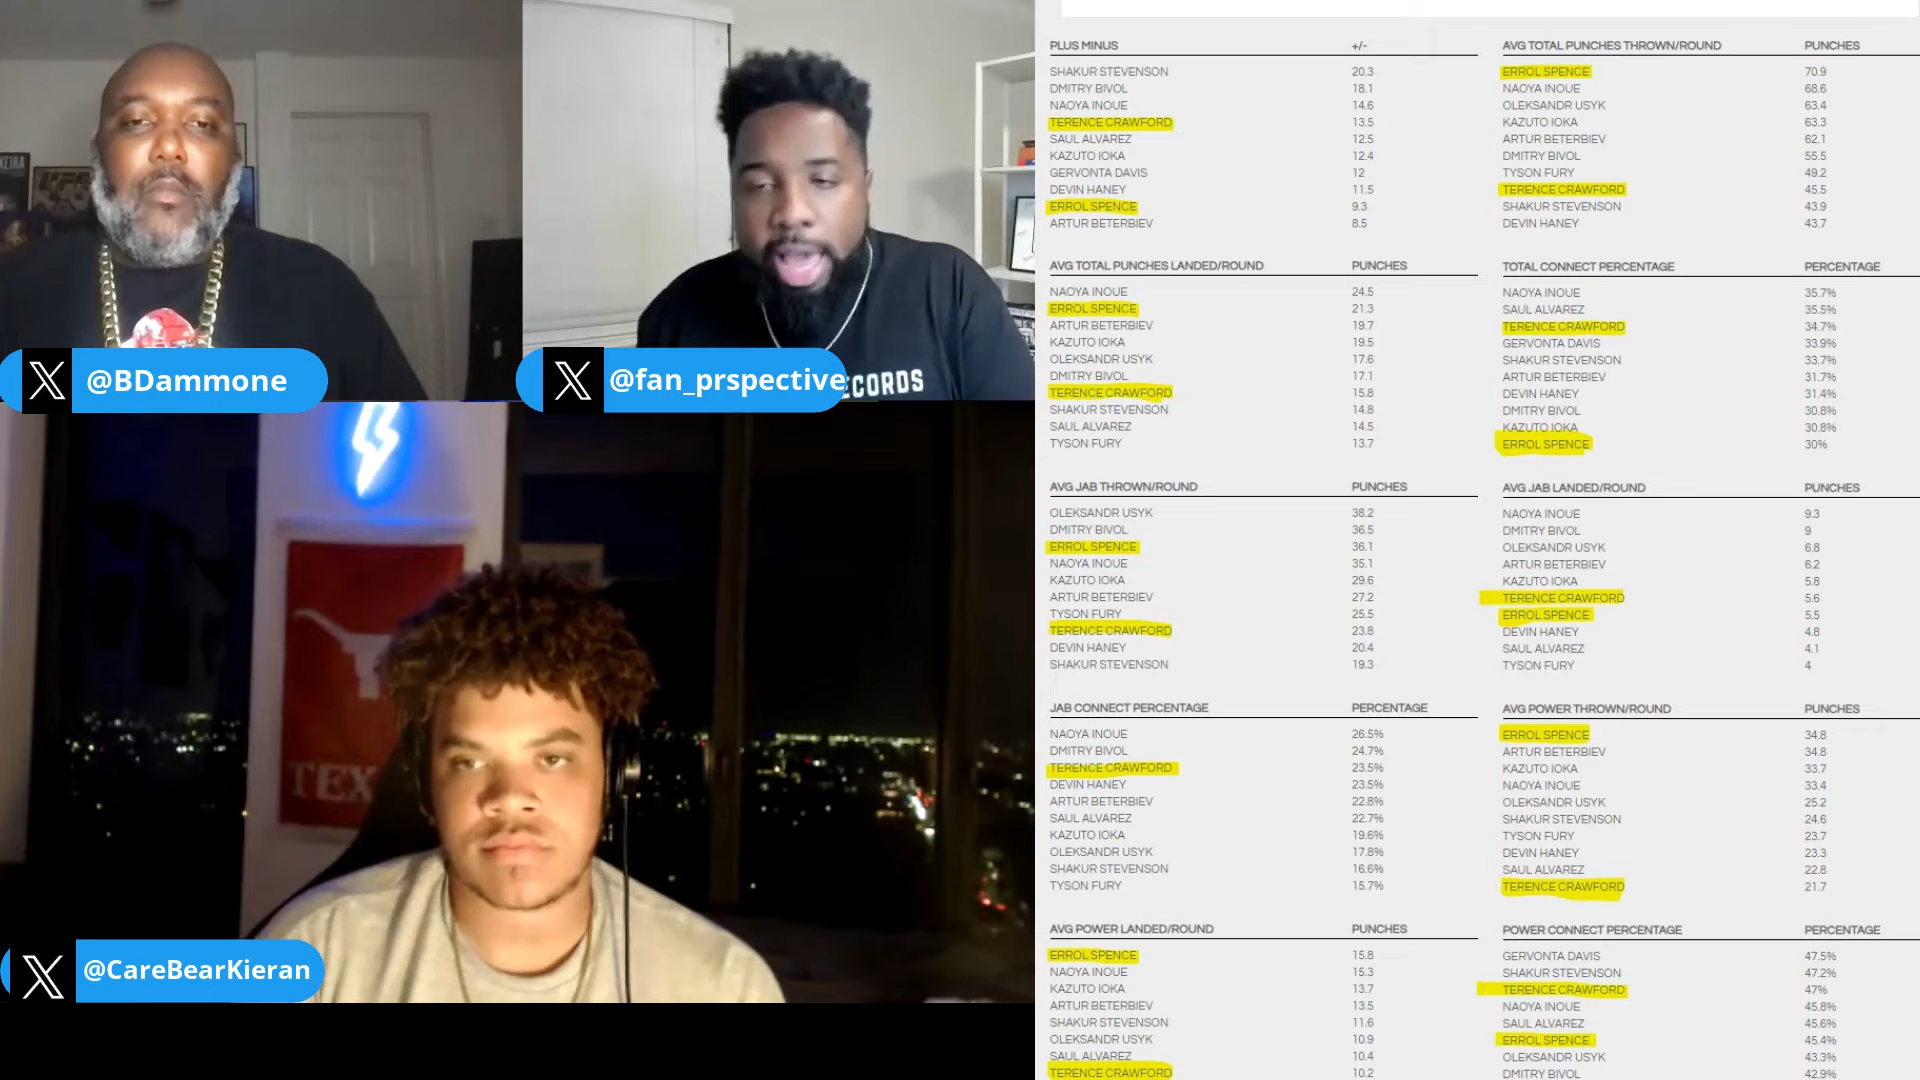 KEIRA
UFC
@BDammone
@fan_prspective
ECORDS
TEX
@CareBearKieran
PLUS MINUS +/-
SHAKUR STEVENSON 20.3
DMITRY BIVOL 18.1
NAOYA INOUE 14.6
TERENCE CRAWFORD 13.5
SAUL ALVAREZ 12.5
KAZUTO IOKA 12.4
GERVONTA DAVIS 12
DEVIN HANEY 11.5
ERROL SPENCE 9.3
ARTUR BETERBIEV 8.5
AVG TOTAL PUNCHES THROWN/ROUND PUNCHES
ERROL SPENCE 70.9
NAOYA INOUE 68.6
OLEKSANDR USYK 63.4
KAZUTO IOKA 63.3
ARTUR BETERBIEV 62.1
DMITRY BIVOL 55.5
TYSON FURY 49.2
TERENCE CRAWFORD 45.5
SHAKUR STEVENSON 43.9
DEVIN HANEY 43.7
AVG TOTAL PUNCHES LANDED/ROUND PUNCHES
NAOYA INOUE 24.5
ERROL SPENCE 21.3
ARTUR BETERBIEV 19.7
KAZUTO IOKA 19.5
OLEKSANDR USYK 17.6
DMITRY BIVOL 17.1
TERENCE CRAWFORD 15.8
SHAKUR STEVENSON 14.8
SAUL ALVAREZ 14.5
TYSON FURY 13.7
TOTAL CONNECT PERCENTAGE PERCENTAGE
NAOYA INOUE 35.7%
SAUL ALVAREZ 35.5%
TERENCE CRAWFORD 34.7%
GERVONTA DAVIS 33.9%
SHAKUR STEVENSON 33.7%
ARTUR BETERBIEV 31.7%
DEVIN HANEY 31.4%
DMITRY BIVOL 30.8%
KAZUTO IOKA 30.8%
ERROL SPENCE 30%
AVG JAB THROWN/ROUND PUNCHES
OLEKSANDR USYK 38.2
DMITRY BIVOL 36.5
ERROL SPENCE 36.1
NAOYA INOUE 35.1
KAZUTO IOKA 29.6
ARTUR BETERBIEV 27.2
TYSON FURY 25.5
TERENCE CRAWFORD 23.8
DEVIN HANEY 20.4
SHAKUR STEVENSON 19.3
AVG JAB LANDED/ROUND PUNCHES
NAOYA INOUE 9.3
DMITRY BIVOL 9
OLEKSANDR USYK 6.8
ARTUR BETERBIEV 6.2
KAZUTO IOKA 5.8
TERENCE CRAWFORD 5.6
ERROL SPENCE 5.5
DEVIN HANEY 4.8
SAUL ALVAREZ 4.1
TYSON FURY 4
JAB CONNECT PERCENTAGE PERCENTAGE
NAOYA INOUE 26.5%
DMITRY BIVOL 24.7%
TERENCE CRAWFORD 23.5%
DEVIN HANEY 23.5%
ARTUR BETERBIEV 22.8%
SAUL ALVAREZ 22.7%
KAZUTO IOKA 19.6%
OLEKSANDR USYK 17.8%
SHAKUR STEVENSON 16.6%
TYSON FURY 15.7%
AVG POWER THROWN/ROUND PUNCHES
ERROL SPENCE 34.8
ARTUR BETERBIEV 34.8
KAZUTO IOKA 33.7
NAOYA INOUE 33.4
OLEKSANDR USYK 25.2
SHAKUR STEVENSON 24.6
TYSON FURY 23.7
DEVIN HANEY 23.3
SAUL ALVAREZ 22.8
TERENCE CRAWFORD 21.7
AVG POWER LANDED/ROUND PUNCHES
ERROL SPENCE 15.8
NAOYA INOUE 15.3
KAZUTO IOKA 13.7
ARTUR BETERBIEV 13.5
SHAKUR STEVENSON 11.6
OLEKSANDR USYK 10.9
SAUL ALVAREZ 10.4
TERENCE CRAWFORD 10.2
POWER CONNECT PERCENTAGE PERCENTAGE
GERVONTA DAVIS 47.5%
SHAKUR STEVENSON 47.2%
TERENCE CRAWFORD 47%
NAOYA INOUE 45.8%
SAUL ALVAREZ 45.6%
ERROL SPENCE 45.4%
OLEKSANDR USYK 43.3%
DMITRY BIVOL 42.9%